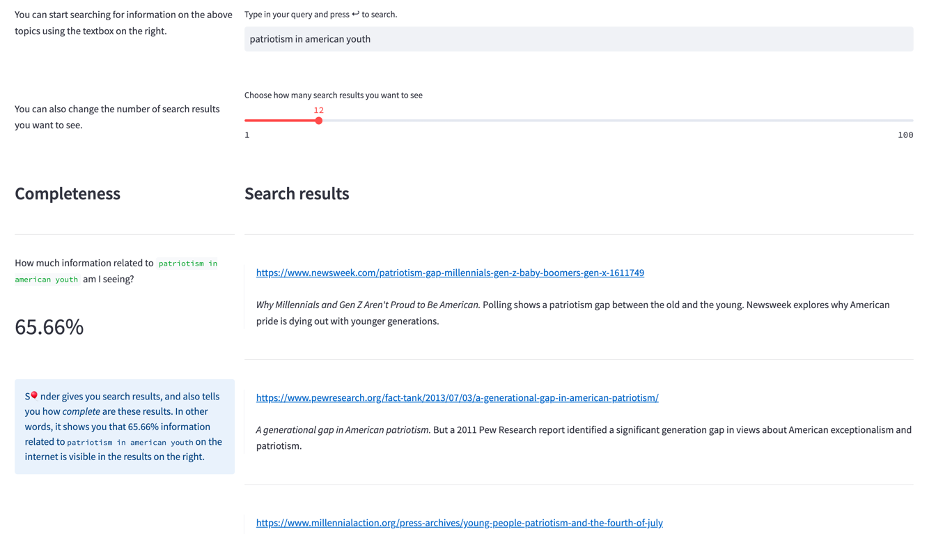 You can start searching for information on the above
topics using the textbox on the right.
Type in your query and press ↩ to search.
patriotism in american youth
You can also change the number of search results
you want to see.
Choose how many search results you want to see
12
1
100
Completeness
Search results
How much information related to patriotism in
american youth am I seeing?
65.66%
S🎈nder gives you search results, and also tells
you how complete are these results. In other
words, it shows you that 65.66% information
related to patriotism in american youth on the
internet is visible in the results on the right.
https://www.newsweek.com/patriotism-gap-millennials-gen-z-baby-boomers-gen-x-1611749
Why Millennials and Gen Z Aren't Proud to Be American. Polling shows a patriotism gap between the old and the young. Newsweek explores why American
pride is dying out with younger generations.
https://www.pewresearch.org/fact-tank/2013/07/03/a-generational-gap-in-american-patriotism/
A generational gap in American patriotism. But a 2011 Pew Research report identified a significant generation gap in views about American exceptionalism and
patriotism.
https://www.millennialaction.org/press-archives/young-people-patriotism-and-the-fourth-of-july